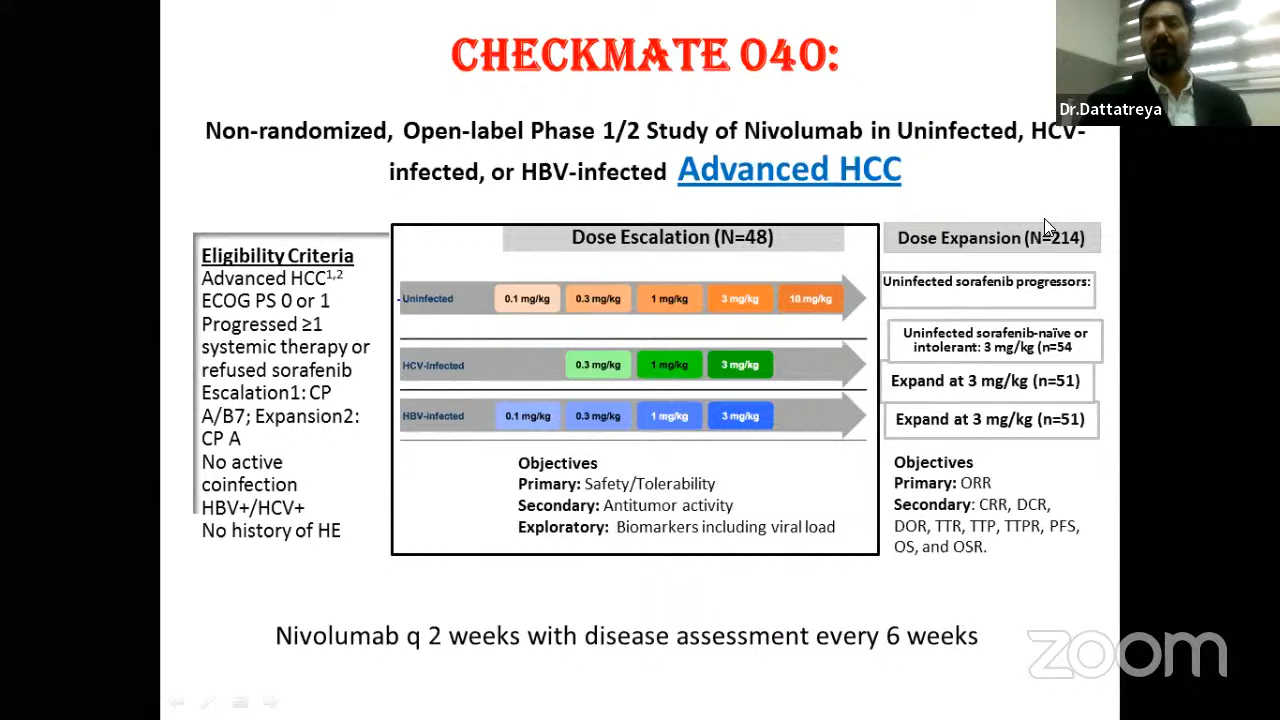 CHECKMATE 040:
Dr.Dattatreya
Non-randomized, Open-label Phase 1/2 Study of Nivolumab in Uninfected, HCV-
infected, or HBV-infected Advanced HCC
Eligibility Criteria
Advanced HCC1,2
ECOG PS 0 or 1
Progressed ≥1
systemic therapy or
refused sorafenib
Escalation1: CP
A/B7; Expansion2:
CP A
No active
coinfection
HBV+/HCV+
No history of HE
Dose Escalation (N=48)
Uninfected 0.1 mg/kg 0.3 mg/kg 1 mg/kg 3 mg/kg 10 mg/kg
HCV-infected 0.3 mg/kg 1 mg/kg 3 mg/kg
HBV-infected 0.1 mg/kg 0.3 mg/kg 1 mg/kg 3 mg/kg
Objectives
Primary: Safety/Tolerability
Secondary: Antitumor activity
Exploratory: Biomarkers including viral load
Dose Expansion (N=214)
Uninfected sorafenib progressors:
Uninfected sorafenib-naïve or
intolerant: 3 mg/kg (n=54
Expand at 3 mg/kg (n=51)
Expand at 3 mg/kg (n=51)
Objectives
Primary: ORR
Secondary: CRR, DCR,
DOR, TTR, TTP, TTPR, PFS,
OS, and OSR.
Nivolumab q 2 weeks with disease assessment every 6 weeks
zoom